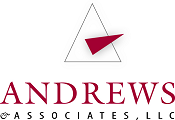 ANDREWS
& ASSOCIATES, LLC